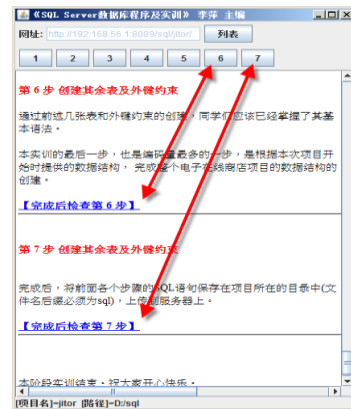 《SQL Server数据库程序及实训》 李萍 主编
网址: http://192.168.56.1:8089/sql/jitor/ 列表
1 2 3 4 5 6 7
第 6 步 创建其余表及外键约束
通过前述几张表和外键约束的创建，同学们应该已经掌握了其基
本语法。
本实训的最后一步，也是编码量最多的一步，是根据本次项目开
始时提供的数据结构， 完成整个电子在线商店项目的数据结构的
创建。
【完成后检查第 6 步】
第 7 步 创建其余表及外键约束
完成后，将前面各个步骤的SQL语句保存在项目所在的目录中(文
件名后缀必须为sql)，上传到服务器上。
【完成后检查第 7 步】
本阶段实训结束。祝大家开心快乐。
[项目名]=jitor [路径]=D:/sql